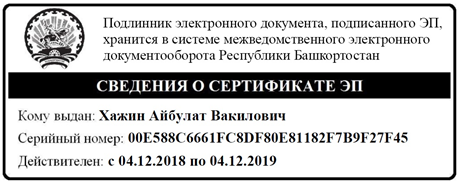 Подлинник электронного документа, подписанного ЭП,
хранится в системе межведомственного электронного
документооборота Республики Башкортостан
СВЕДЕНИЯ О СЕРТИФИКАТЕ ЭП
Кому выдан: Хажин Айбулат Вакилович
Серийный номер: 00E588C6661FC8DF80E81182F7B9F27F45
Действителен: с 04.12.2018 по 04.12.2019